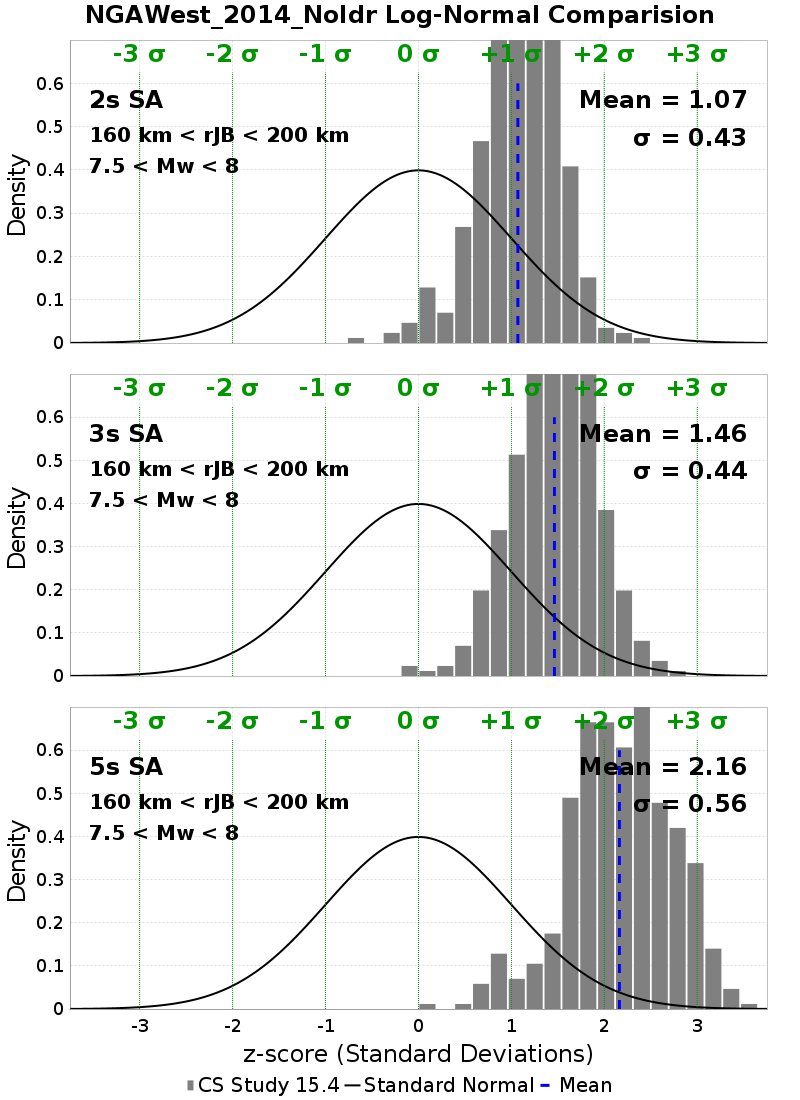 NGAWest_2014_NoIdr Log-Normal Comparision
-3 σ -2 σ -1 σ 0 σ +1 σ +2 σ +3 σ
0.6
2s SA Mean = 1.07
0.5
160 km < rJB < 200 km σ = 0.43
7.5 < Mw < 8
0.4
Density
0.3
0.2
0.1
0
-3 σ -2 σ -1 σ 0 σ +1 σ +2 σ +3 σ
0.6
3s SA Mean = 1.46
0.5
160 km < rJB < 200 km σ = 0.44
7.5 < Mw < 8
0.4
Density
0.3
0.2
0.1
0
-3 σ -2 σ -1 σ 0 σ +1 σ +2 σ +3 σ
0.6
5s SA Mean = 2.16
0.5
160 km < rJB < 200 km σ = 0.56
7.5 < Mw < 8
0.4
Density
0.3
0.2
0.1
0
-3 -2 -1 0 1 2 3
z-score (Standard Deviations)
CS Study 15.4 Standard Normal Mean